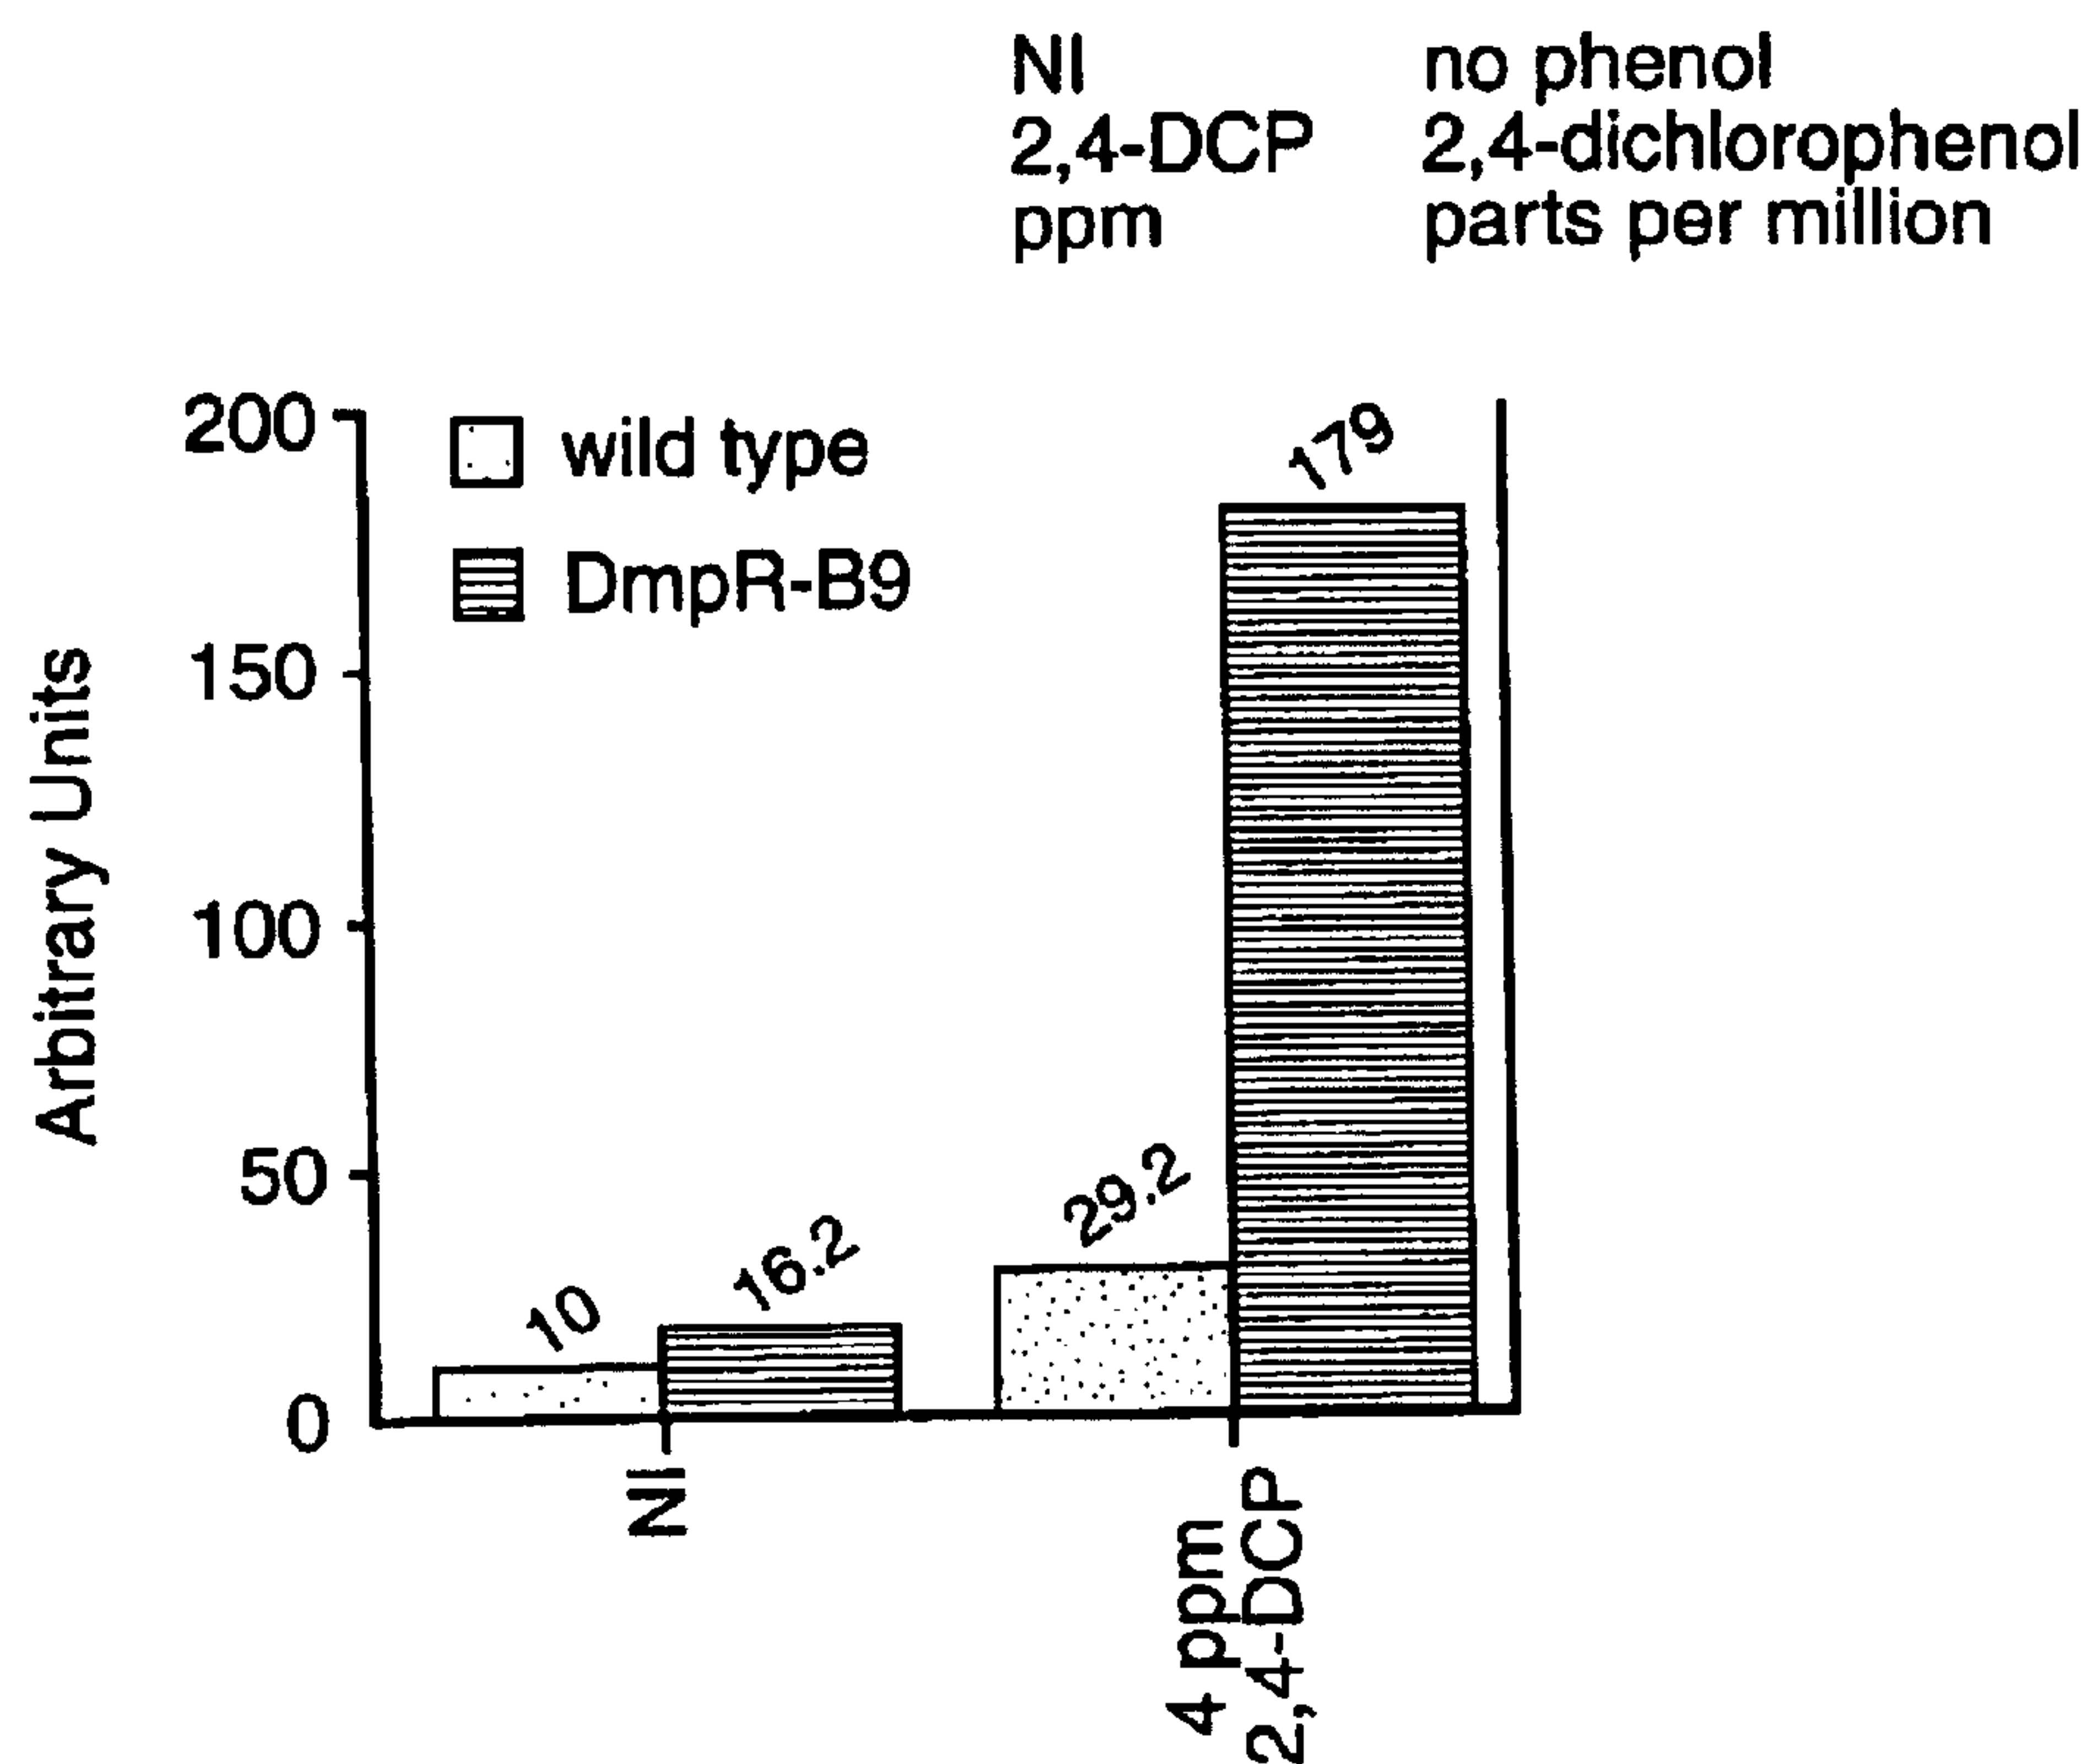 NI no phenol
2,4-DCP 2,4-dichlorophenol
ppm parts per million
200
wild type
179
DmpR-B9
150
Arbitrary Units
100
50
29.2
16.2
10
0
NI
4 ppm
2,4-DCP